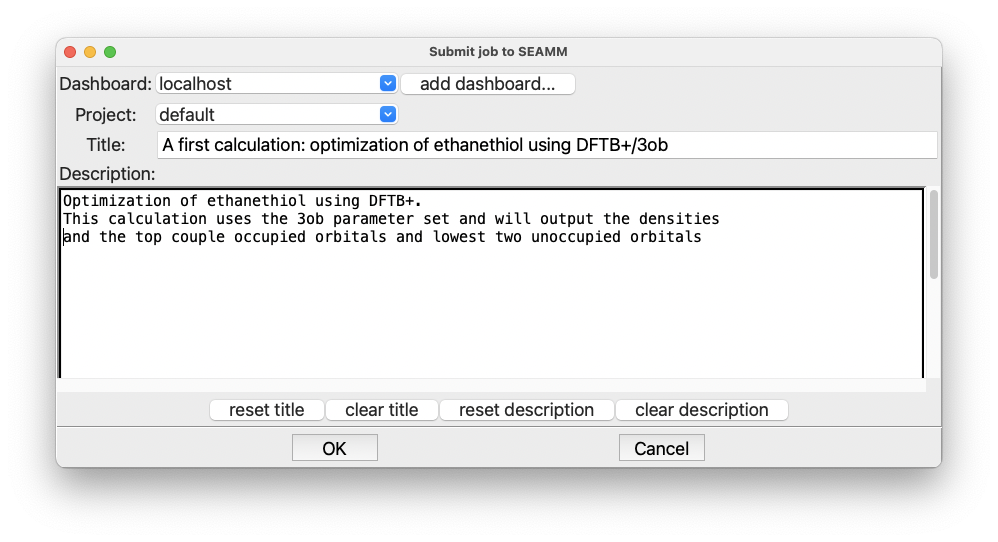 Submit job to SEAMM
Dashboard: localhost add dashboard...
Project: default
Title: A first calculation: optimization of ethanethiol using DFTB+/3ob
Description:
Optimization of ethanethiol using DFTB+.
This calculation uses the 3ob parameter set and will output the densities
and the top couple occupied orbitals and lowest two unoccupied orbitals
reset title clear title reset description clear description
OK Cancel